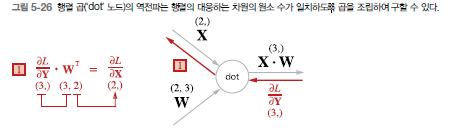 그림 5-26 행렬 곱('dot' 노드)의 역전파는 행렬의 대응하는 차원의 원소 수가 일치하도록 곱을 조립하여 구할 수 있다.
(2,)
X
1
(3,)
X · W
dot
(2, 3)
W
∂L
∂Y
(3,)
1
∂L/∂Y · Wᵀ = ∂L/∂X
(3,) (3, 2) (2,)